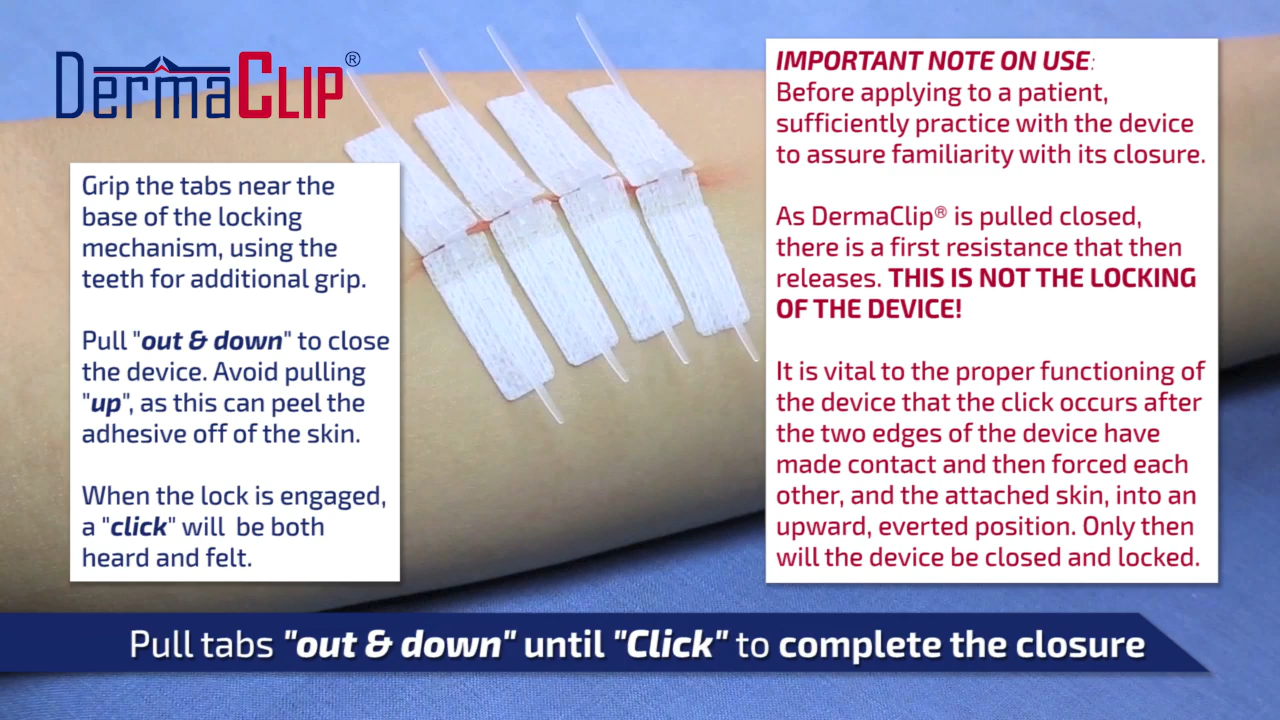 DermaCLIP®
Grip the tabs near the
base of the locking
mechanism, using the
teeth for additional grip.
Pull "out & down" to close
the device. Avoid pulling
"up", as this can peel the
adhesive off of the skin.
When the lock is engaged,
a "click" will be both
heard and felt.
IMPORTANT NOTE ON USE:
Before applying to a patient,
sufficiently practice with the device
to assure familiarity with its closure.
As DermaClip® is pulled closed,
there is a first resistance that then
releases. THIS IS NOT THE LOCKING
OF THE DEVICE!
It is vital to the proper functioning of
the device that the click occurs after
the two edges of the device have
made contact and then forced each
other, and the attached skin, into an
upward, everted position. Only then
will the device be closed and locked.
Pull tabs "out & down" until "Click" to complete the closure